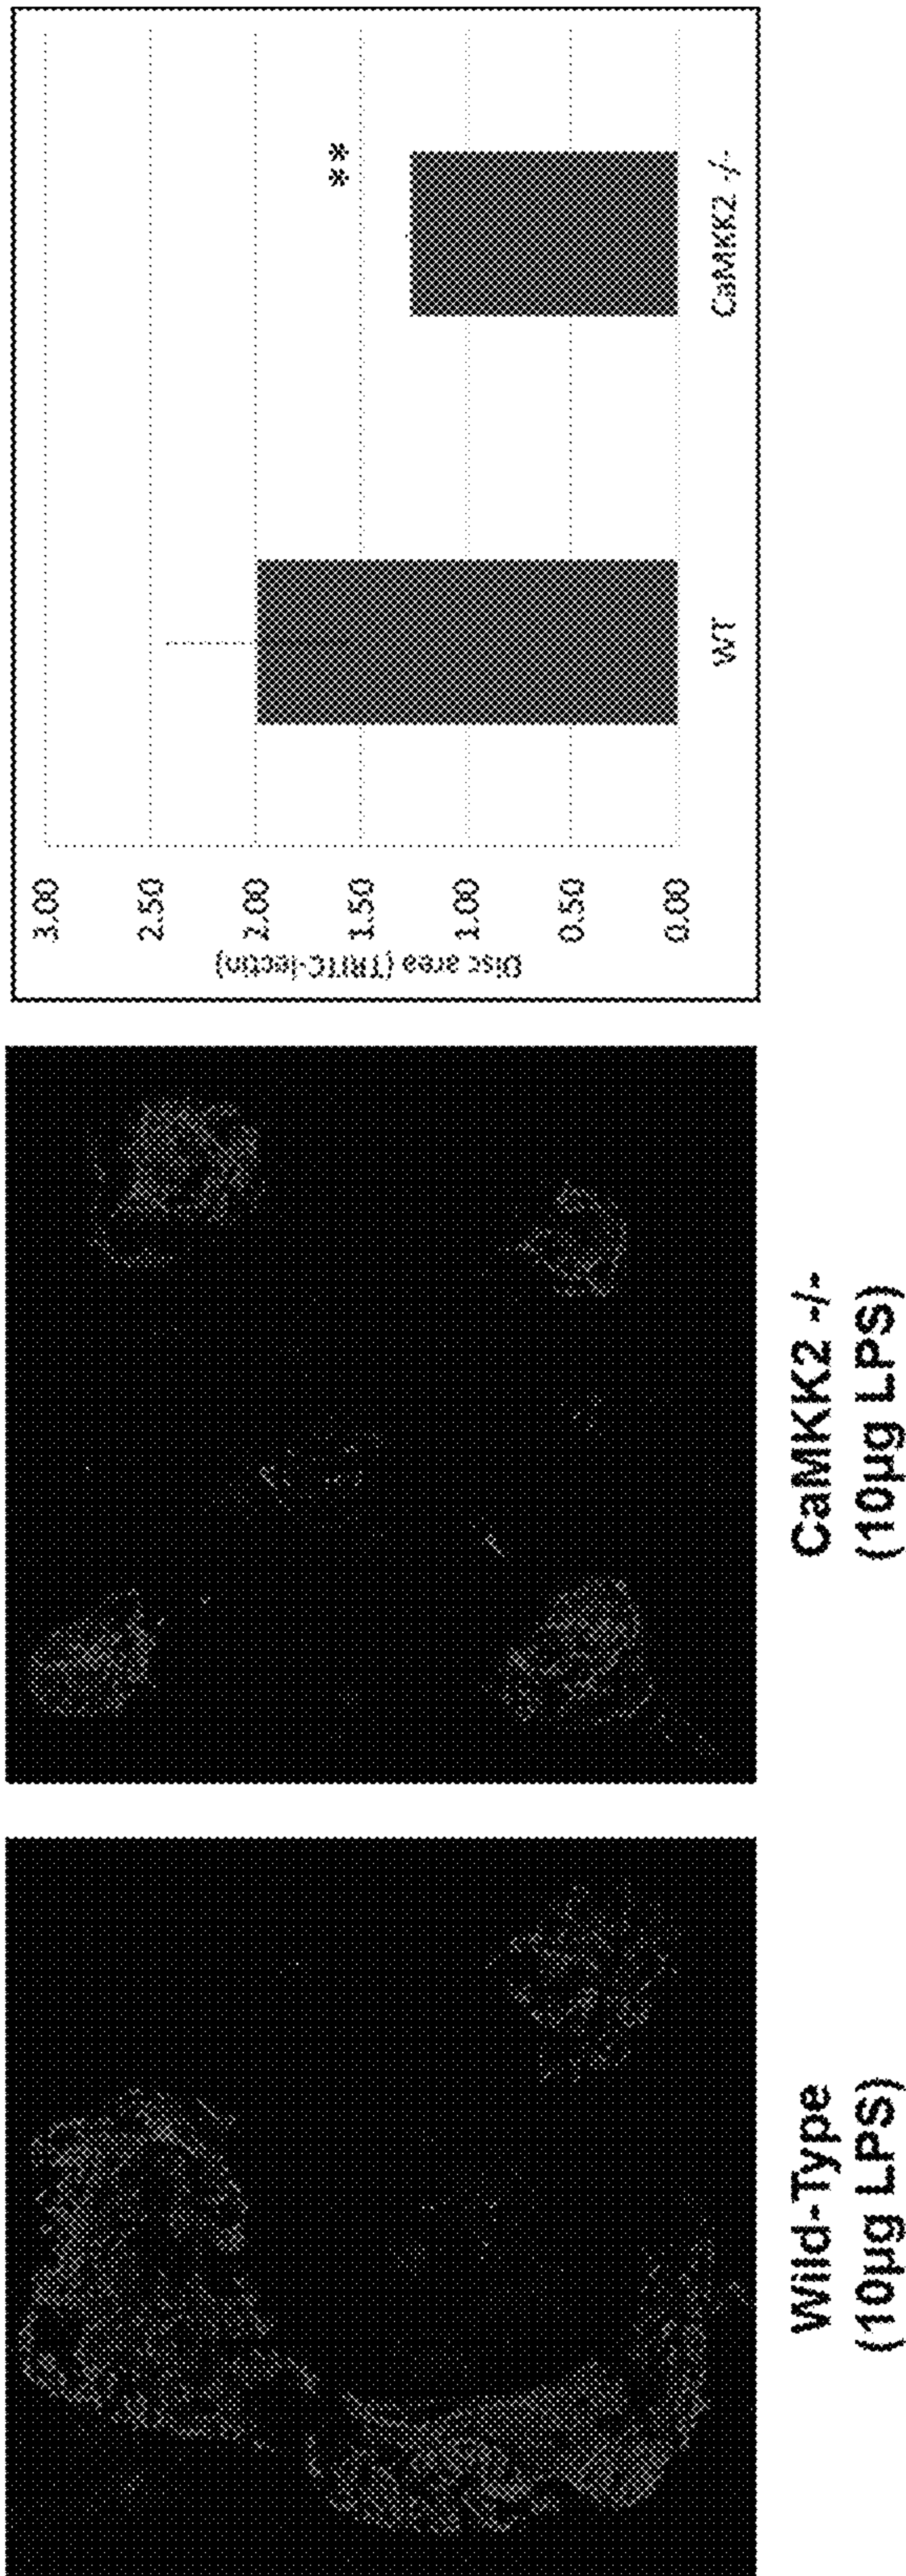 Wild-Type
(10µg LPS)
CaMKK2 -/-
(10µg LPS)
Disc area (TRITC-lectin)
3.00
2.50
2.00
1.50
1.00
0.50
0.00
**
WT
CaMKK2 -/-